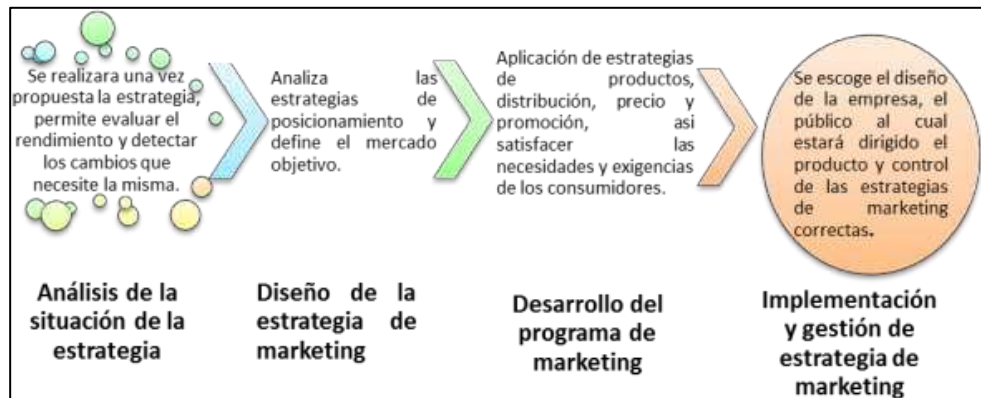 Se realizara una vez
propuesta la estrategia,
permite evaluar el
rendimiento y detectar
los cambios que
necesite la misma.
Analiza las
estrategias de
posicionamiento y
define el mercado
objetivo.
Aplicación de estrategias
de productos,
distribución, precio y
promoción, asi
satisfacer las
necesidades y exigencias
de los consumidores.
Se escoge el diseño
de la empresa, el
público al cual
estará dirigido el
producto y control
de las estrategias
de marketing
correctas.
Análisis de la
situación de la
estrategia
Diseño de la
estrategia de
marketing
Desarrollo del
programa de
marketing
Implementación
y gestión de
estrategia de
marketing